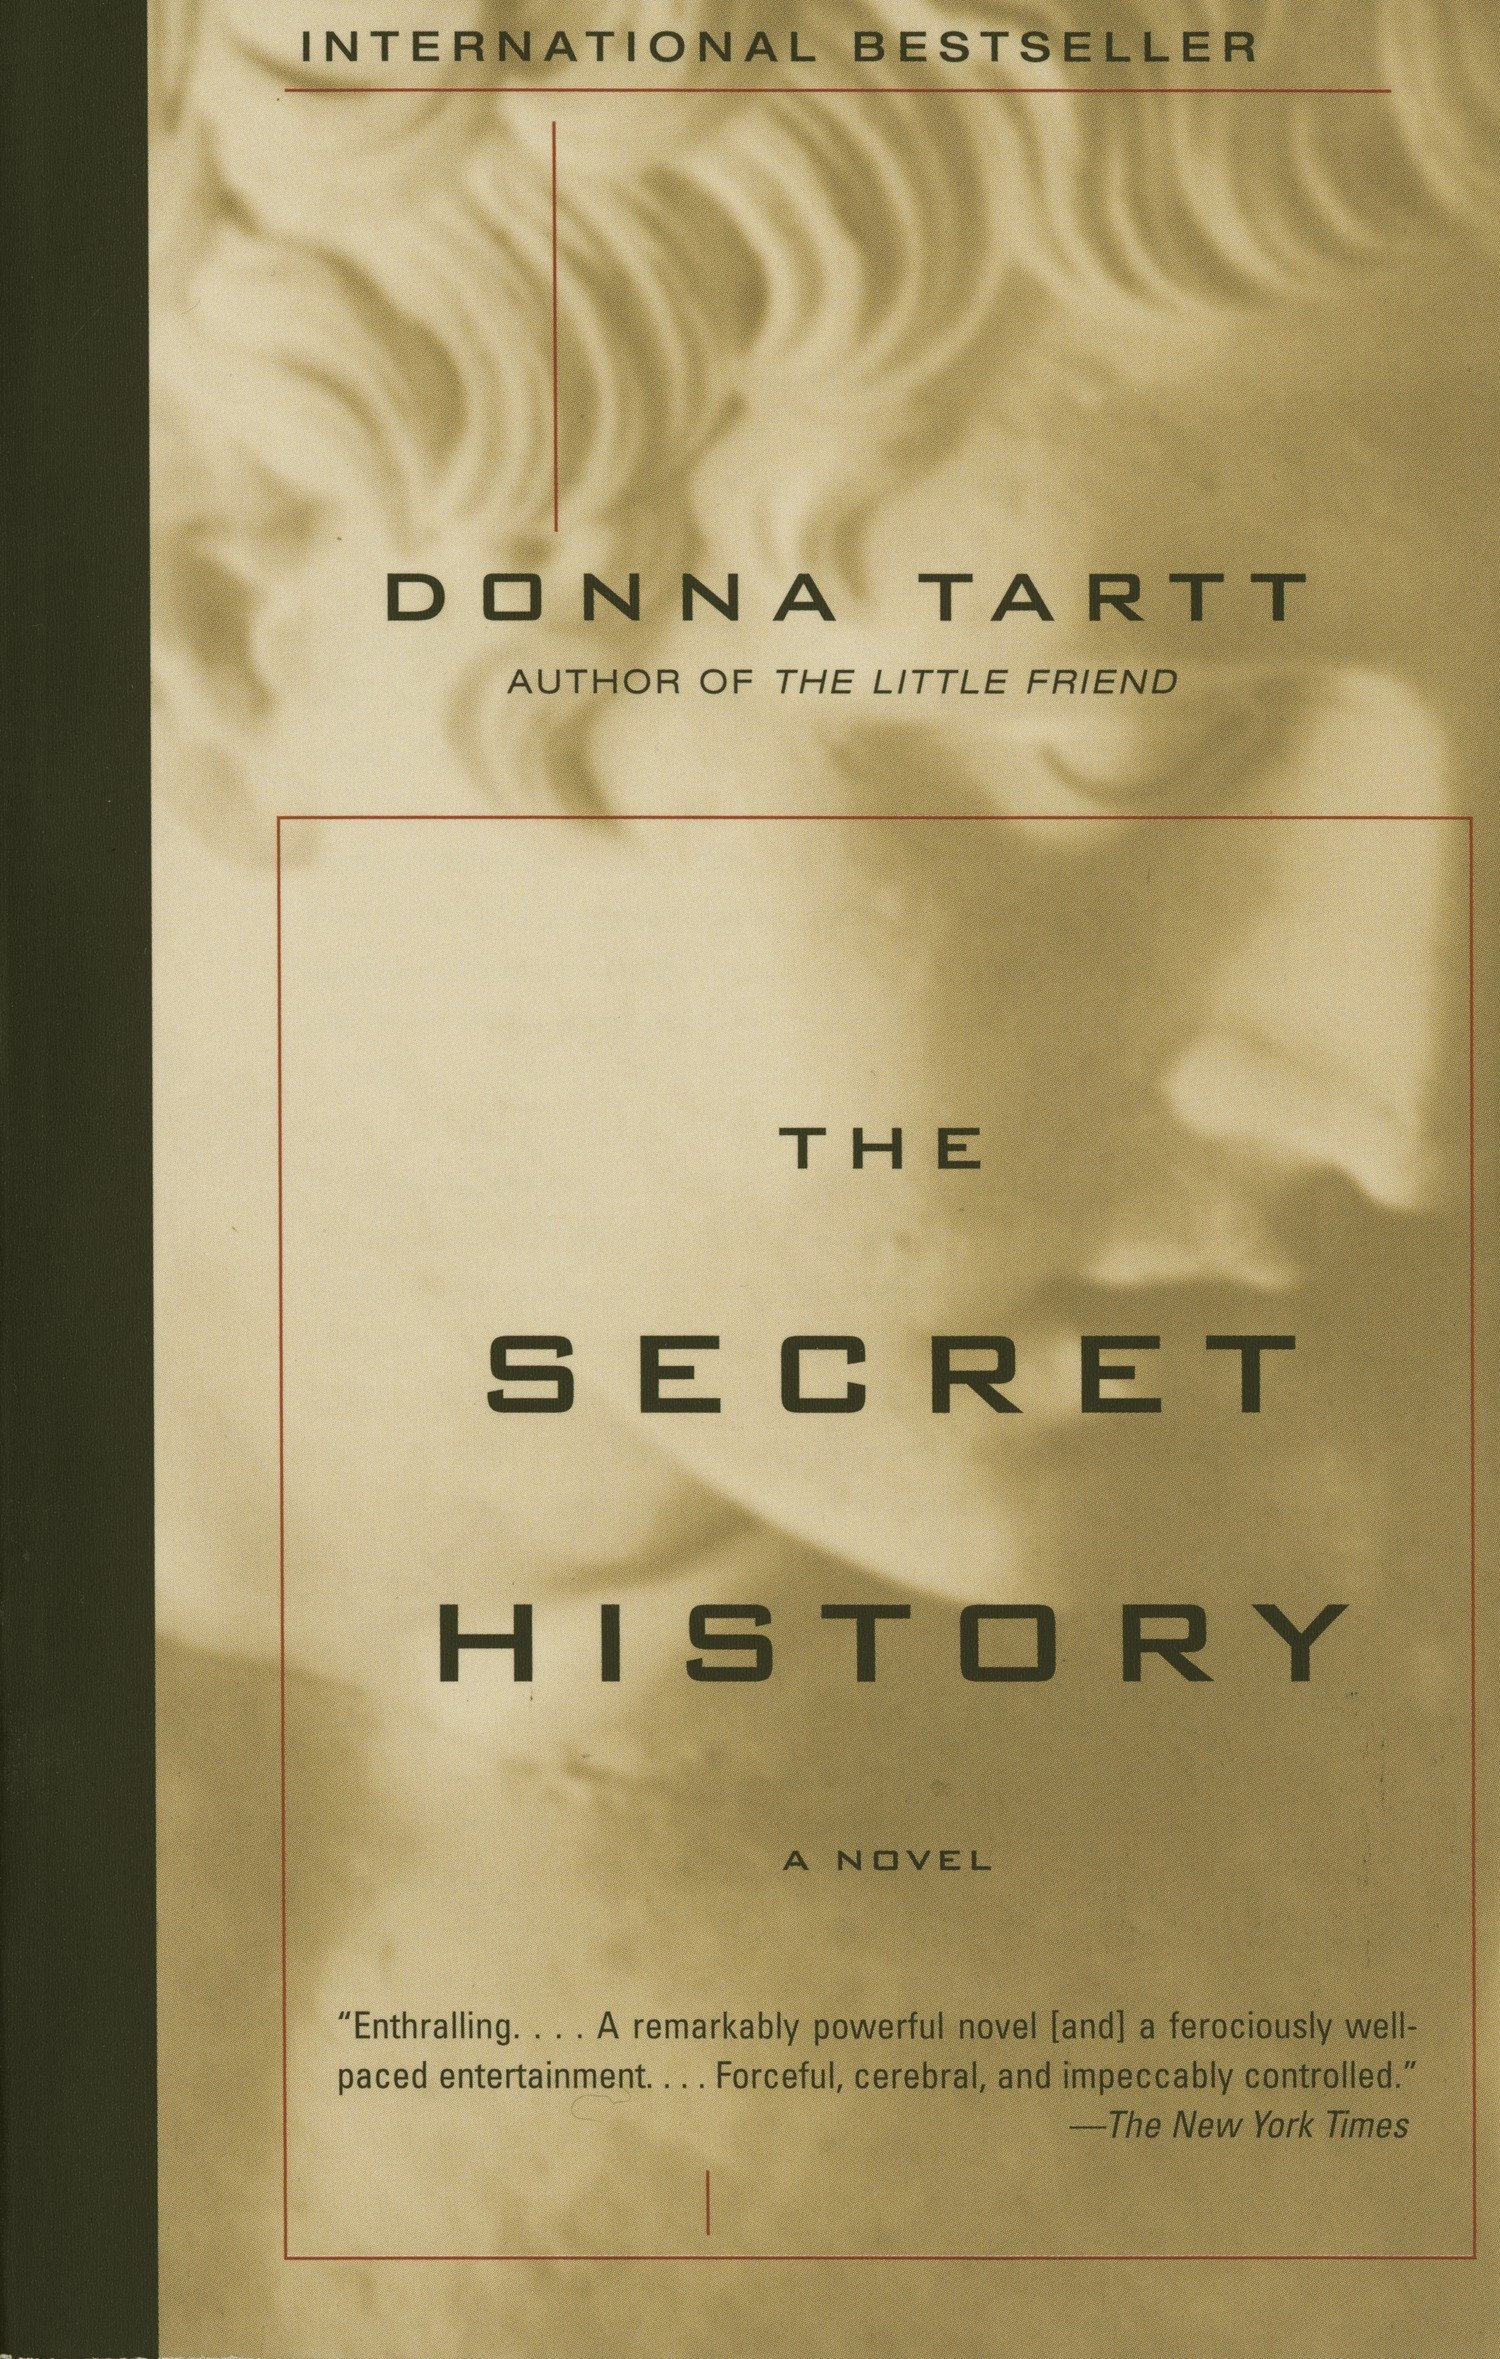 INTERNATIONAL BESTSELLER
DONNA TARTT
AUTHOR OF THE LITTLE FRIEND
THE
SECRET
HISTORY
A NOVEL
“Enthralling. . . . A remarkably powerful novel [and] a ferociously well-
paced entertainment. . . . Forceful, cerebral, and impeccably controlled.”
—The New York Times